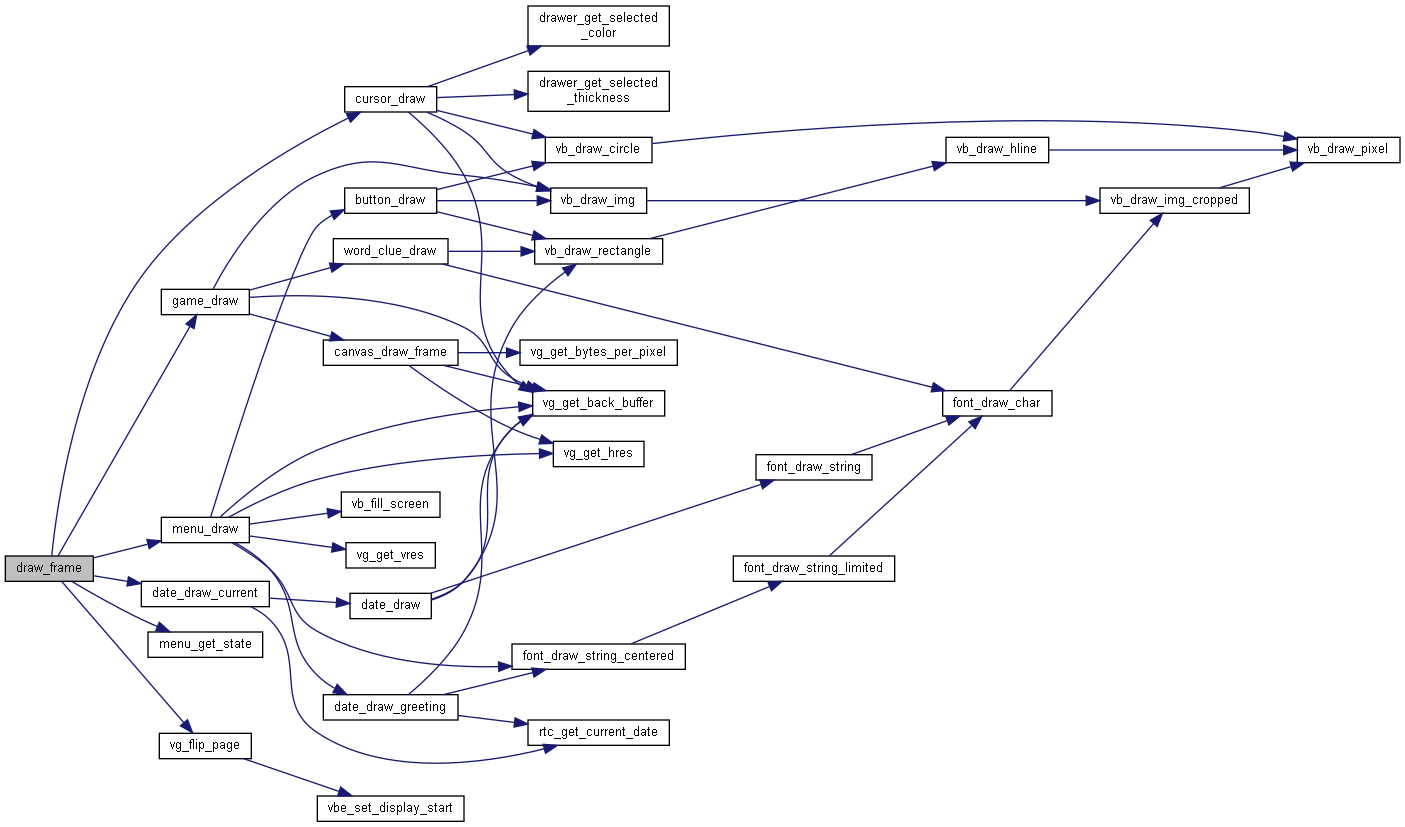 drawer_get_selected
_color
drawer_get_selected
_thickness
cursor_draw
vb_draw_circle
vb_draw_hline
vb_draw_pixel
button_draw
vb_draw_img
vb_draw_img_cropped
word_clue_draw
vb_draw_rectangle
game_draw
canvas_draw_frame
vg_get_bytes_per_pixel
vg_get_back_buffer
font_draw_char
vg_get_hres
font_draw_string
vb_fill_screen
menu_draw
vg_get_vres
draw_frame
font_draw_string_limited
date_draw_current
date_draw
menu_get_state
font_draw_string_centered
date_draw_greeting
rtc_get_current_date
vg_flip_page
vbe_set_display_start